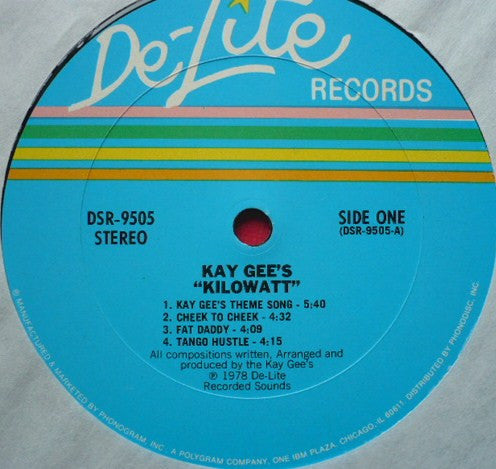 De-Lite
RECORDS
DSR-9505
STEREO
SIDE ONE
(DSR-9505-A)
KAY GEE'S
"KILOWATT"
1. KAY GEE'S THEME SONG - 5:40
2. CHEEK TO CHEEK - 4:32
3. FAT DADDY - 4:09
4. TANGO HUSTLE - 4:15
All compositions written, Arranged and
produced by the Kay Gee's
℗ 1978 De-Lite
Recorded Sounds
® MANUFACTURED & MARKETED BY PHONOGRAM, INC. A POLYGRAM COMPANY. ONE IBM PLAZA, CHICAGO, IL 60611. DISTRIBUTED BY PHONODISC, INC.